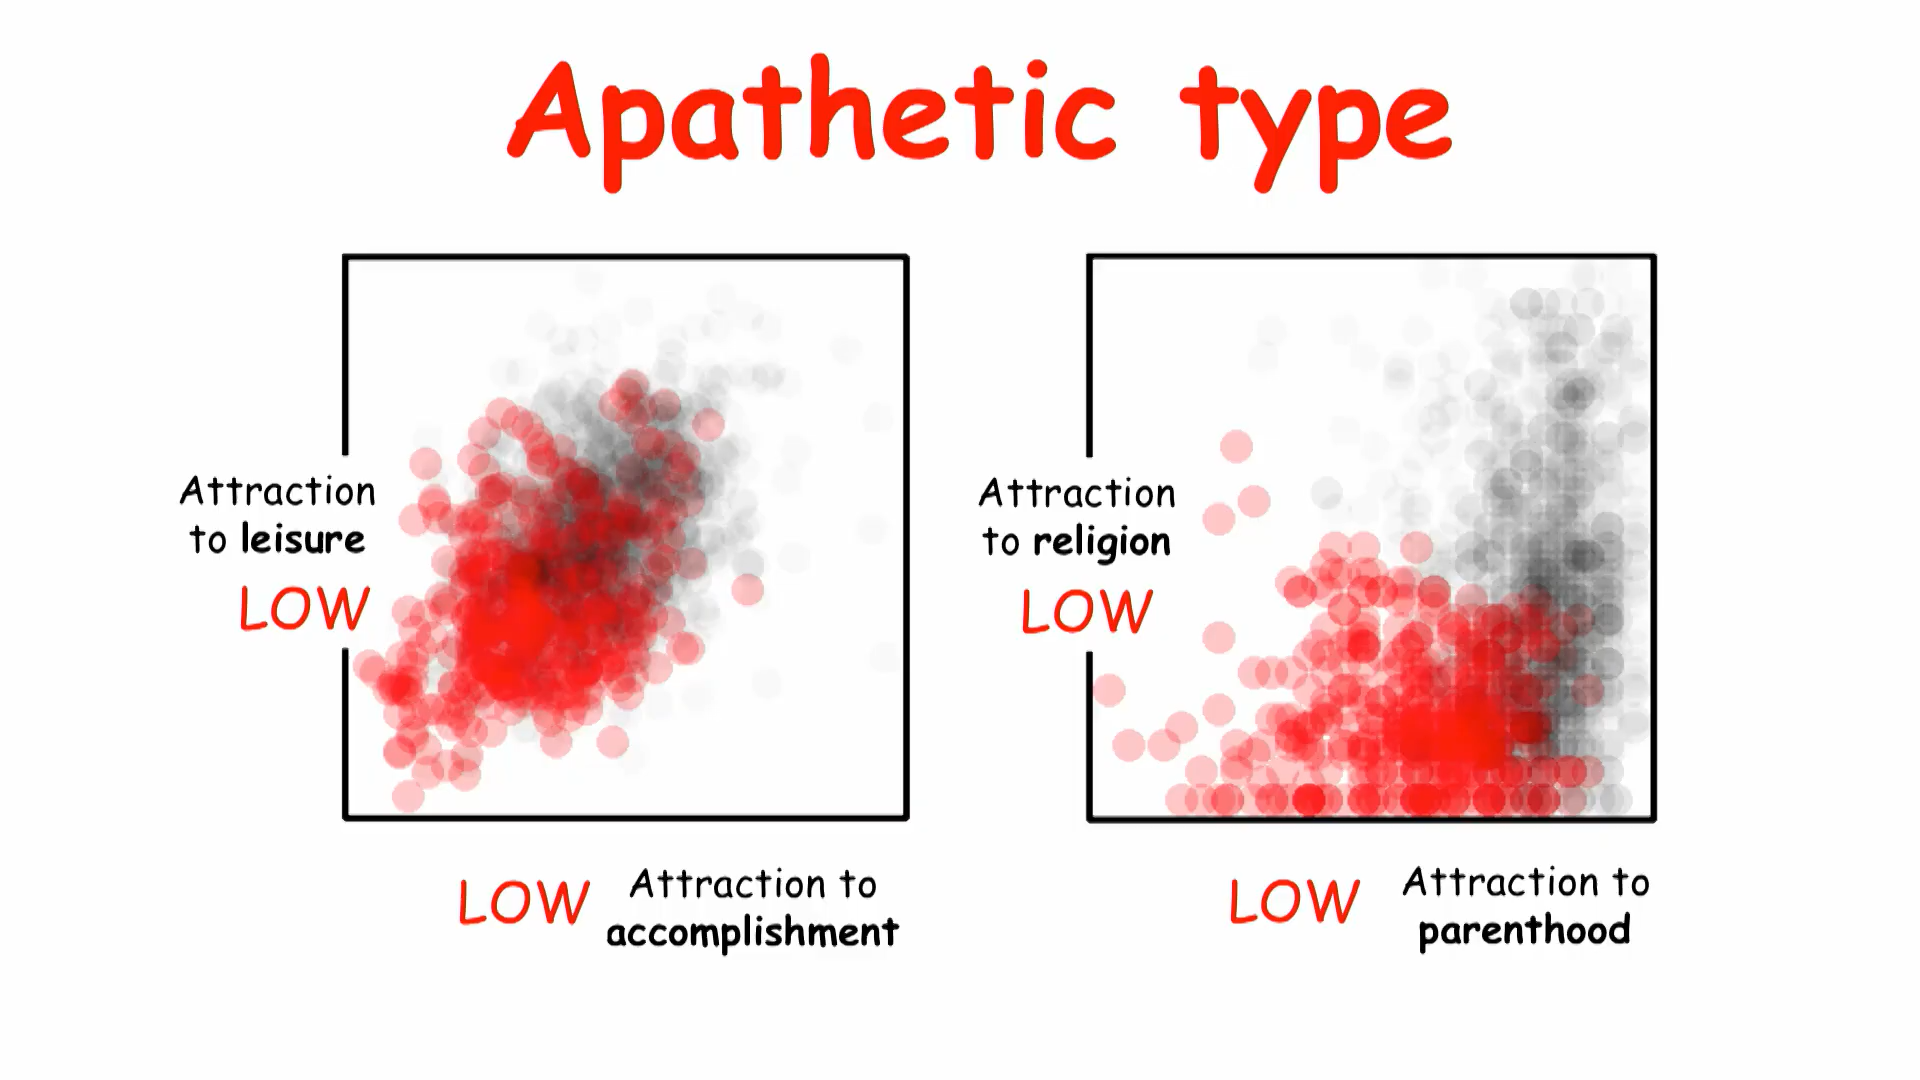 Apathetic type
Attraction
to leisure
LOW
LOW
Attraction to
accomplishment
Attraction
to religion
LOW
LOW
Attraction to
parenthood